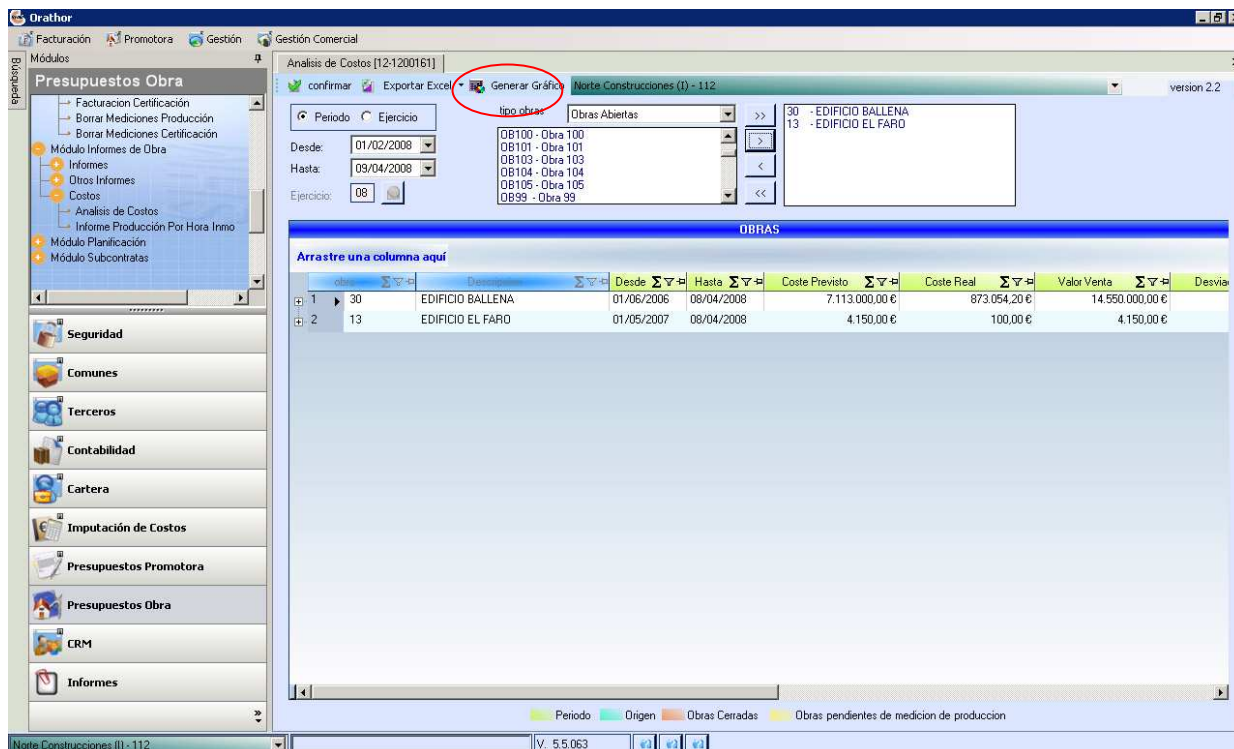 Orathor
Facturación Promotora Gestión Gestión Comercial
Búsqueda
Módulos
Presupuestos Obra
Facturacion Certificación
Borrar Mediciones Producción
Borrar Mediciones Certificación
Módulo Informes de Obra
Informes
Otros Informes
Costos
Analisis de Costos
Informe Producción Por Hora Inmo
Módulo Planificación
Módulo Subcontratas
Seguridad
Comunes
Terceros
Contabilidad
Cartera
Imputación de Costos
Presupuestos Promotora
Presupuestos Obra
CRM
Informes
Analisis de Costos [12-1200161]
confirmar Exportar Excel Generar Gráfico Norte Construcciones (I) - 112 version 2.2
Periodo Ejercicio
Desde: 01/02/2008
Hasta: 09/04/2008
Ejercicio: 08
tipo obras Obras Abiertas
OB100 - Obra 100
OB101 - Obra 101
OB103 - Obra 103
OB104 - Obra 104
OB105 - Obra 105
OB99 - Obra 99
>>
>
<
<<
30 - EDIFICIO BALLENA
13 - EDIFICIO EL FARO
OBRAS
Arrastre una columna aquí
obra Descripcion Desde Hasta Coste Previsto Coste Real Valor Venta Desvia
1 30 EDIFICIO BALLENA 01/06/2006 08/04/2008 7.113.000,00 € 873.054,20 € 14.550.000,00 €
2 13 EDIFICIO EL FARO 01/05/2007 08/04/2008 4.150,00 € 100,00 € 4.150,00 €
Periodo Origen Obras Cerradas Obras pendientes de medicion de produccion
Norte Construcciones (I) - 112 V. 5.5.063